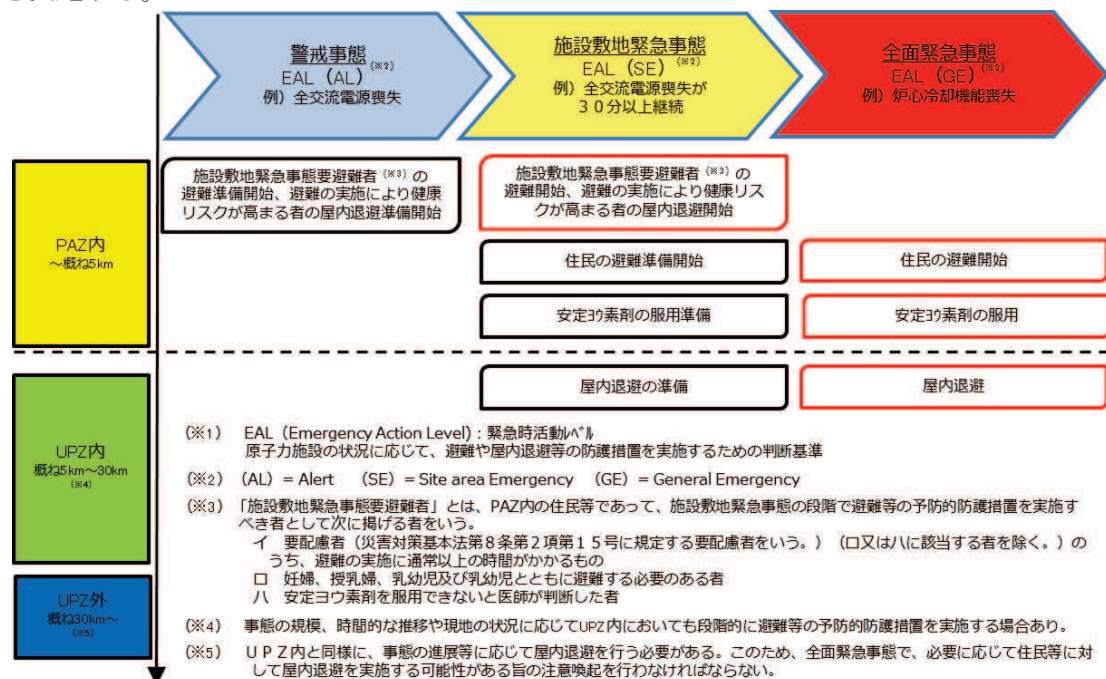 警戒事態(※2)
EAL(AL)
例)全交流電源喪失
施設敷地緊急事態
EAL(SE)(※2)
例)全交流電源喪失が
30分以上継続
全面緊急事態
EAL(GE)(※2)
例)炉心冷却機能喪失
PAZ内
~概ね5km
施設敷地緊急事態要避難者(※3)の
避難準備開始、避難の実施により健康
リスクが高まる者の屋内退避準備開始
施設敷地緊急事態要避難者(※3)の
避難開始、避難の実施により健康リス
クが高まる者の屋内退避開始
住民の避難準備開始
住民の避難開始
安定ヨウ素剤の服用準備
安定ヨウ素剤の服用
UPZ内
概ね5km~30km
(※4)
屋内退避の準備
屋内退避
(※1) EAL(Emergency Action Level):緊急時活動レベル
原子力施設の状況に応じて、避難や屋内退避等の防護措置を実施するための判断基準
(※2) (AL)= Alert (SE)= Site area Emergency (GE)= General Emergency
(※3) 「施設敷地緊急事態要避難者」とは、PAZ内の住民等であって、施設敷地緊急事態の段階で避難等の予防的防護措置を実施す
べき者として次に掲げる者をいう。
イ 要配慮者(災害対策基本法第8条第2項第15号に規定する要配慮者をいう。)(ロ又はハに該当する者を除く。)の
うち、避難の実施に通常以上の時間がかかるもの
ロ 妊婦、授乳婦、乳幼児及び乳幼児とともに避難する必要のある者
ハ 安定ヨウ素剤を服用できないと医師が判断した者
UPZ外
概ね30km~
(※5)
(※4) 事態の規模、時間的な推移や現地の状況に応じてUPZ内においても段階的に避難等の予防的防護措置を実施する場合あり。
(※5) UPZ内と同様に、事態の進展等に応じて屋内退避を行う必要がある。このため、全面緊急事態で、必要に応じて住民等に対
して屋内退避を実施する可能性がある旨の注意喚起を行わなければならない。